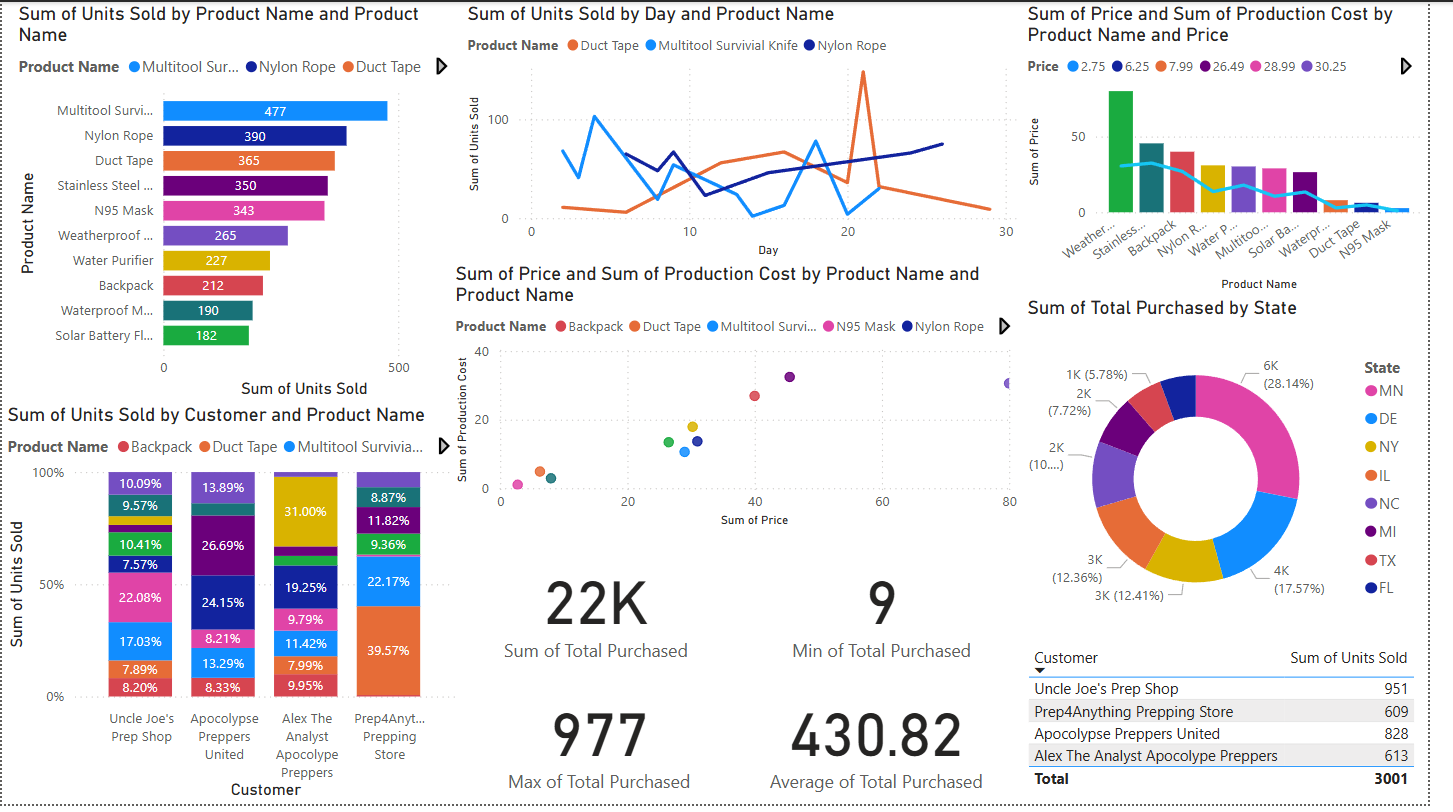 Sum of Units Sold by Product Name and Product
Name
Product Name Multitool Sur... Nylon Rope Duct Tape
Product Name
Multitool Survi... 477
Nylon Rope 390
Duct Tape 365
Stainless Steel ... 350
N95 Mask 343
Weatherproof ... 265
Water Purifier 227
Backpack 212
Waterproof M... 190
Solar Battery Fl... 182
0 500
Sum of Units Sold
Sum of Units Sold by Customer and Product Name
Product Name Backpack Duct Tape Multitool Survivia...
Sum of Units Sold
100%
50%
0%
10.09%
9.57%
10.41%
7.57%
22.08%
17.03%
7.89%
8.20%
13.89%
26.69%
24.15%
8.21%
13.29%
8.33%
31.00%
19.25%
9.79%
11.42%
7.99%
9.95%
8.87%
11.82%
9.36%
22.17%
39.57%
Uncle Joe's
Prep Shop
Apocolypse
Preppers
United
Alex The
Analyst
Apocolype
Preppers
Prep4Anyt...
Prepping
Store
Customer
Sum of Units Sold by Day and Product Name
Product Name Duct Tape Multitool Survivial Knife Nylon Rope
Sum of Units Sold
100
0
0 10 20 30
Day
Sum of Price and Sum of Production Cost by Product Name and
Product Name
Product Name Backpack Duct Tape Multitool Survi... N95 Mask Nylon Rope
Sum of Production Cost
40
20
0
0 20 40 60 80
Sum of Price
22K
Sum of Total Purchased
9
Min of Total Purchased
977
Max of Total Purchased
430.82
Average of Total Purchased
Sum of Price and Sum of Production Cost by
Product Name and Price
Price 2.75 6.25 7.99 26.49 28.99 30.25
Sum of Price
50
0
Weather...
Stainless...
Backpack
Nylon R...
Water P...
Multitoo...
Solar Ba...
Waterpr...
Duct Tape
N95 Mask
Product Name
Sum of Total Purchased by State
6K
(28.14%)
4K
(17.57%)
3K (12.41%)
3K
(12.36%)
2K
(10....)
2K
(7.72%)
1K (5.78%)
State
MN
DE
NY
IL
NC
MI
TX
FL
Customer Sum of Units Sold
Uncle Joe's Prep Shop 951
Prep4Anything Prepping Store 609
Apocolypse Preppers United 828
Alex The Analyst Apocolype Preppers 613
Total 3001